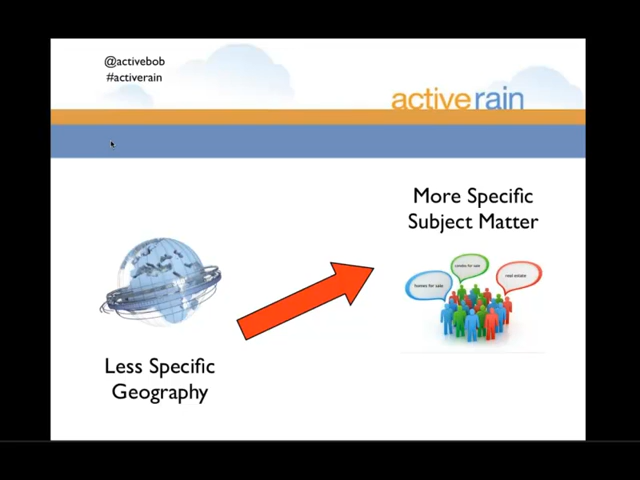 @activebob
#activerain
activerain
More Specific
Subject Matter
condos for sale
homes for sale
real estate
Less Specific
Geography